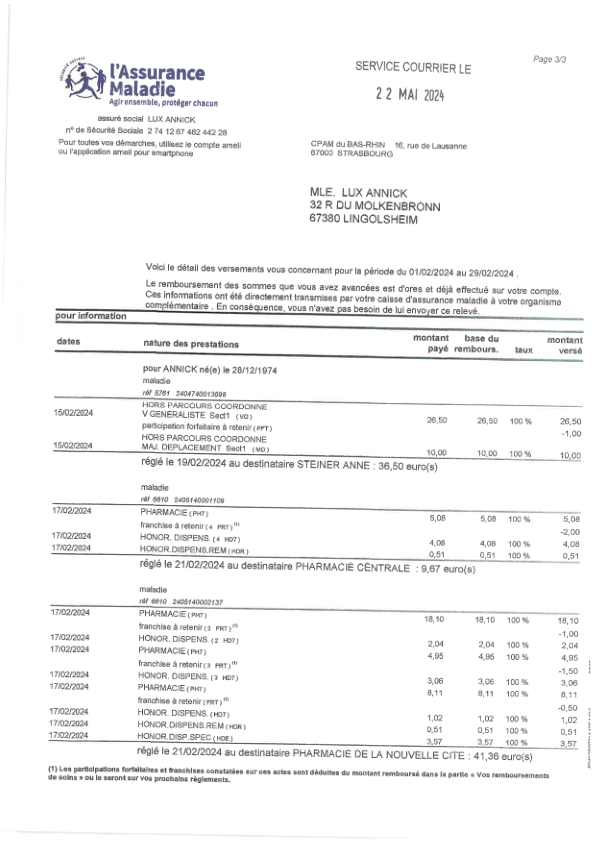 Page 3/3
SÉCURITÉ SOCIALE
l'Assurance
Maladie
Agir ensemble, protéger chacun
SERVICE COURRIER LE
22 MAI 2024
assuré social LUX ANNICK
n° de Sécurité Sociale 2 74 12 67 482 442 28
Pour toutes vos démarches, utilisez le compte ameli
ou l'application ameli pour smartphone
CPAM du BAS-RHIN 16, rue de Lausanne
67000 STRASBOURG
MLE. LUX ANNICK
32 R DU MOLKENBRONN
67380 LINGOLSHEIM
Voici le détail des versements vous concernant pour la période du 01/02/2024 au 29/02/2024 .
Le remboursement des sommes que vous avez avancées est d'ores et déjà effectué sur votre compte.
Ces informations ont été directement transmises par votre caisse d'assurance maladie à votre organisme
complémentaire . En conséquence, vous n'avez pas besoin de lui envoyer ce relevé.
pour information
dates nature des prestations montant payé base du rembours. taux montant versé
pour ANNICK né(e) le 28/12/1974
maladie
réf 5761 2404740013698
HORS PARCOURS COORDONNE
15/02/2024 V GENERALISTE Sect1 (VG) 26,50 26,50 100 % 26,50
participation forfaitaire à retenir (PFT) -1,00
HORS PARCOURS COORDONNE
15/02/2024 MAJ. DEPLACEMENT Sect1 (MD) 10,00 10,00 100 % 10,00
réglé le 19/02/2024 au destinataire STEINER ANNE : 36,50 euro(s)
maladie
réf 6610 2405140001109
17/02/2024 PHARMACIE (PH7) 5,08 5,08 100 % 5,08
franchise à retenir (4 FRT) (1) -2,00
17/02/2024 HONOR. DISPENS. (4 HD7) 4,08 4,08 100 % 4,08
17/02/2024 HONOR.DISPENS.REM (HDR) 0,51 0,51 100 % 0,51
réglé le 21/02/2024 au destinataire PHARMACIE CENTRALE : 9,67 euro(s)
maladie
réf 6610 2405140002137
17/02/2024 PHARMACIE (PH7) 18,10 18,10 100 % 18,10
franchise à retenir (2 FRT) (1) -1,00
17/02/2024 HONOR. DISPENS. (2 HD7) 2,04 2,04 100 % 2,04
17/02/2024 PHARMACIE (PH7) 4,95 4,95 100 % 4,95
franchise à retenir (3 FRT) (1) -1,50
17/02/2024 HONOR. DISPENS. (3 HD7) 3,06 3,06 100 % 3,06
17/02/2024 PHARMACIE (PH7) 8,11 8,11 100 % 8,11
franchise à retenir (FRT) (1) -0,50
17/02/2024 HONOR. DISPENS. (HD7) 1,02 1,02 100 % 1,02
17/02/2024 HONOR.DISPENS.REM (HDR) 0,51 0,51 100 % 0,51
17/02/2024 HONOR.DISP.SPEC (HDE) 3,57 3,57 100 % 3,57
réglé le 21/02/2024 au destinataire PHARMACIE DE LA NOUVELLE CITE : 41,36 euro(s)
(1) Les participations forfaitaires et franchises constatées sur ces actes sont déduites du montant remboursé dans la partie « Vos remboursements
de soins » ou le seront sur vos prochains règlements.